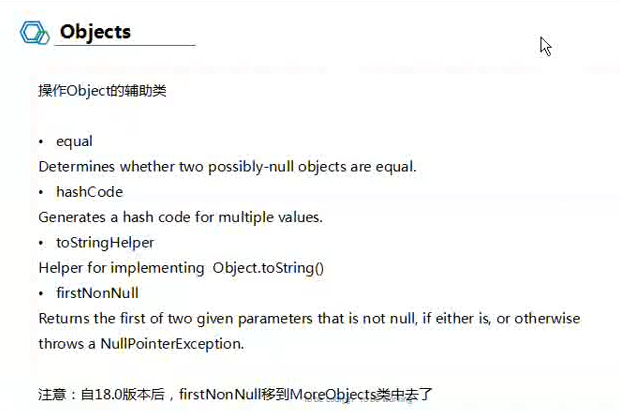 Objects
操作Object的辅助类
• equal
Determines whether two possibly-null objects are equal.
• hashCode
Generates a hash code for multiple values.
• toStringHelper
Helper for implementing Object.toString()
• firstNonNull
Returns the first of two given parameters that is not null, if either is, or otherwise
throws a NullPointerException.
注意：自18.0版本后，firstNonNull移到MoreObjects类中去了